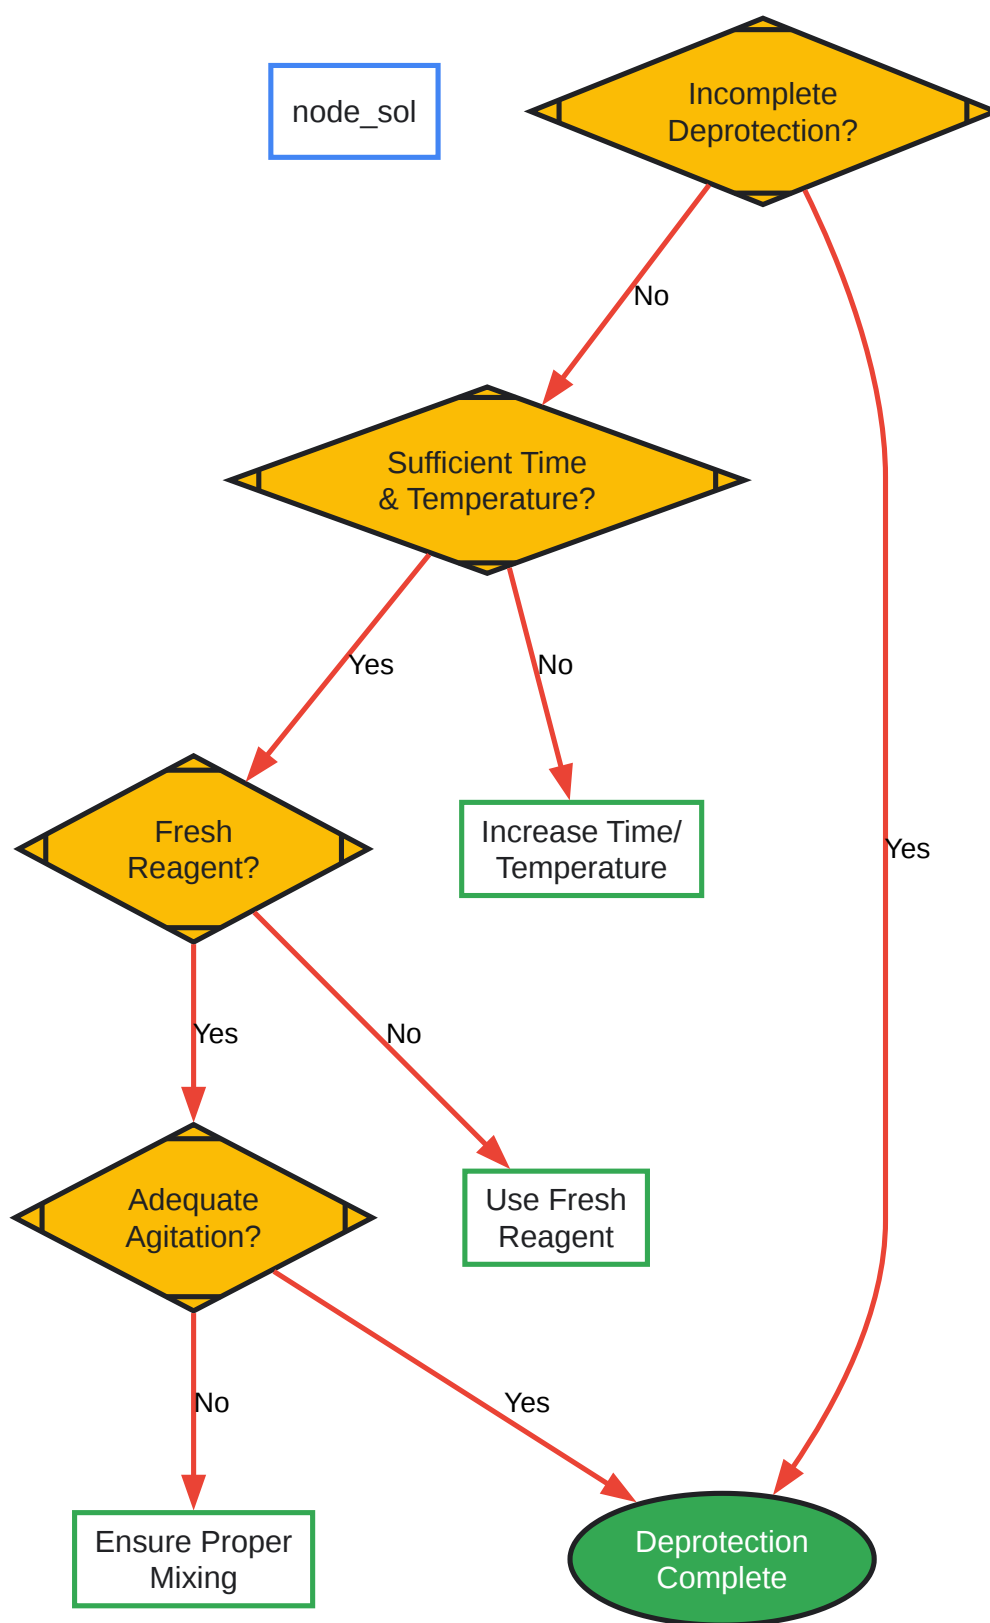 node_sol
Incomplete
Deprotection?
No
Sufficient Time
& Temperature?
Yes
No
Fresh
Reagent?
Increase Time/
Temperature
Yes
Yes
No
Adequate
Agitation?
Use Fresh
Reagent
No
Yes
Ensure Proper
Mixing
Deprotection
Complete